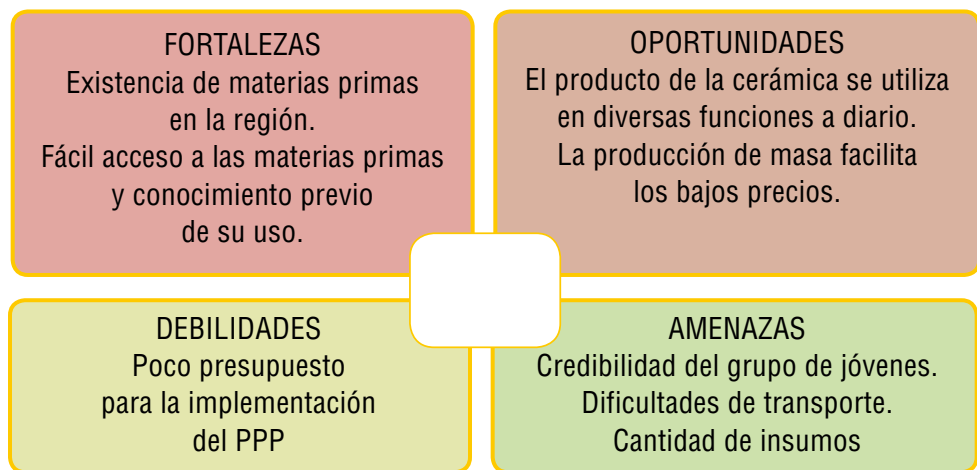 FORTALEZAS
Existencia de materias primas
en la región.
Fácil acceso a las materias primas
y conocimiento previo
de su uso.
OPORTUNIDADES
El producto de la cerámica se utiliza
en diversas funciones a diario.
La producción de masa facilita
los bajos precios.
DEBILIDADES
Poco presupuesto
para la implementación
del PPP
AMENAZAS
Credibilidad del grupo de jóvenes.
Dificultades de transporte.
Cantidad de insumos